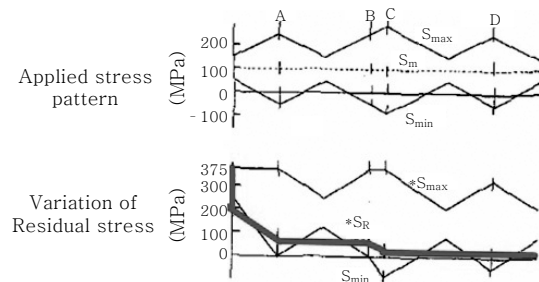 A B C D
Applied stress pattern
(MPa)
200
100
0
- 100
Smax
Sm
Smin
Variation of Residual stress
(MPa)
375
300
200
100
0
*Smax
*SR
Smin